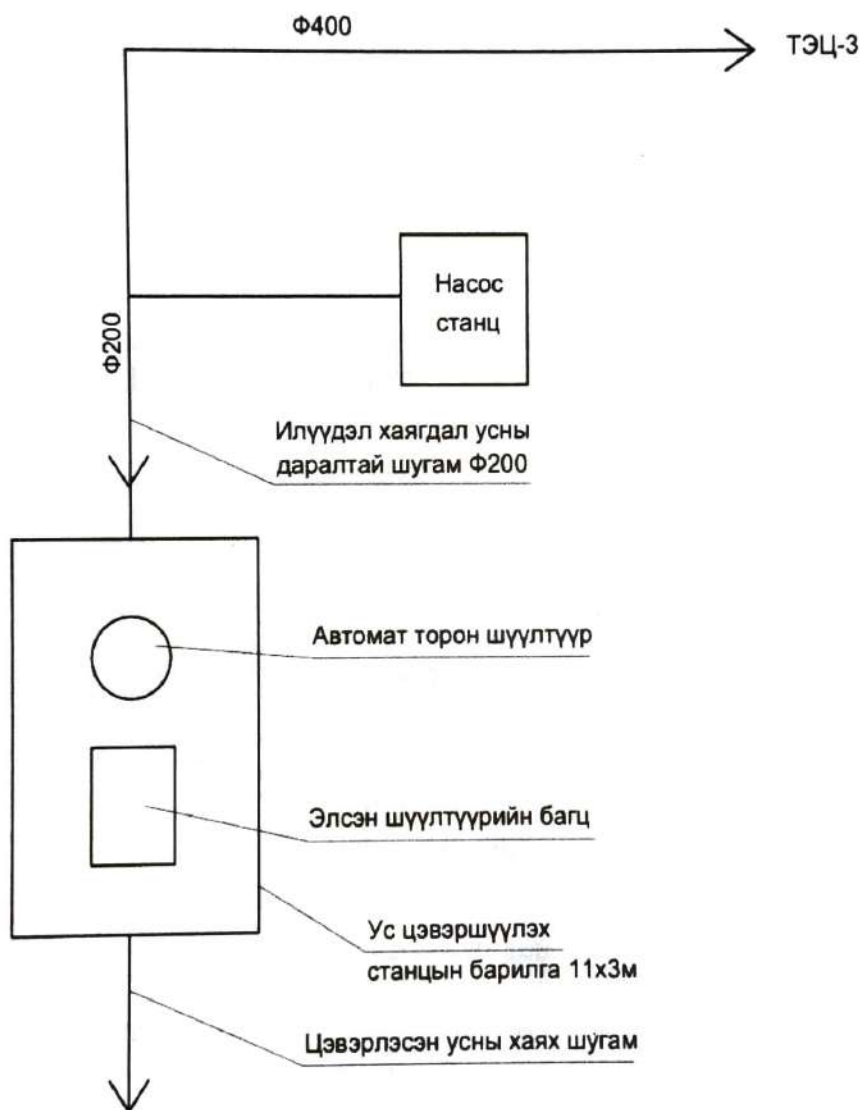 Ф400
ТЭЦ-3
Насос
станц
Ф200
Илүүдэл хаягдал усны
даралтай шугам Ф200
Автомат торон шүүлтүүр
Элсэн шүүлтүүрийн багц
Ус цэвэршүүлэх
станцын барилга 11х3м
Цэвэрлэсэн усны хаях шугам